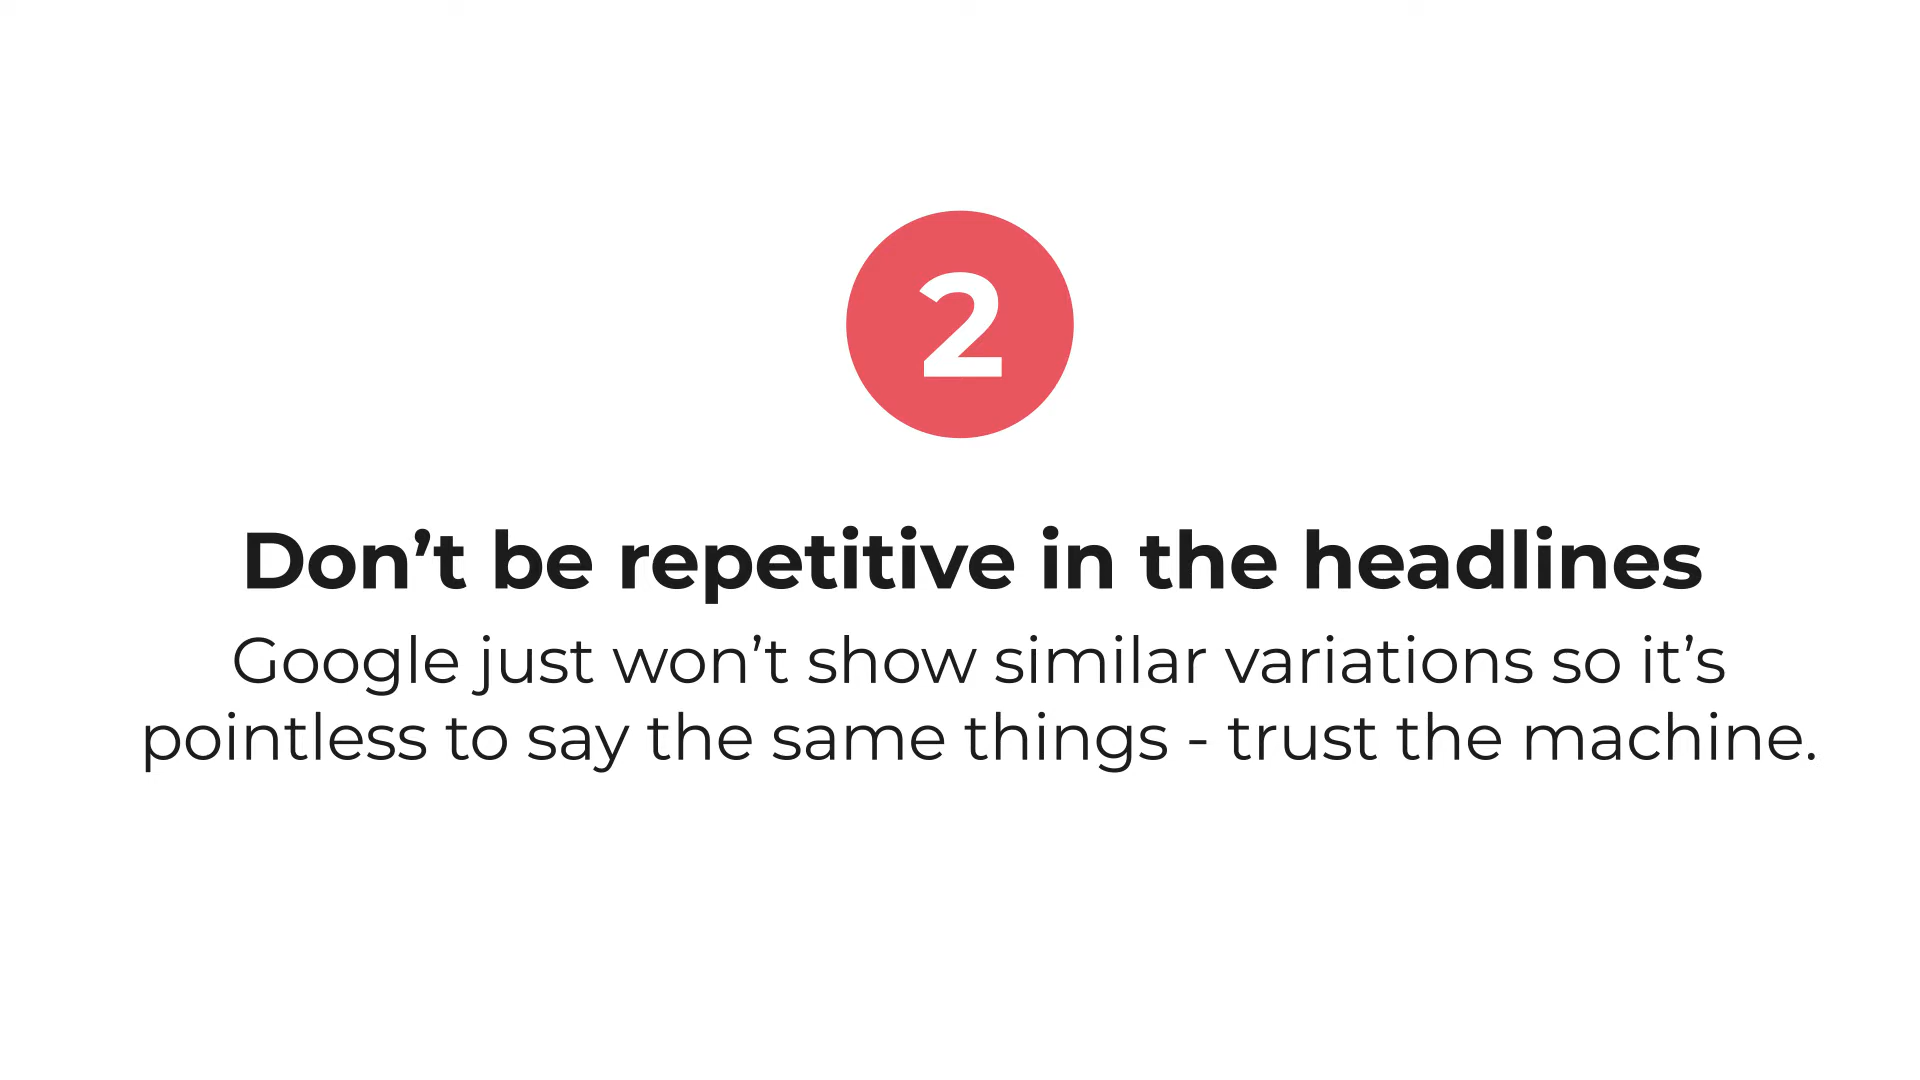 2
Don’t be repetitive in the headlines
Google just won’t show similar variations so it’s
pointless to say the same things - trust the machine.